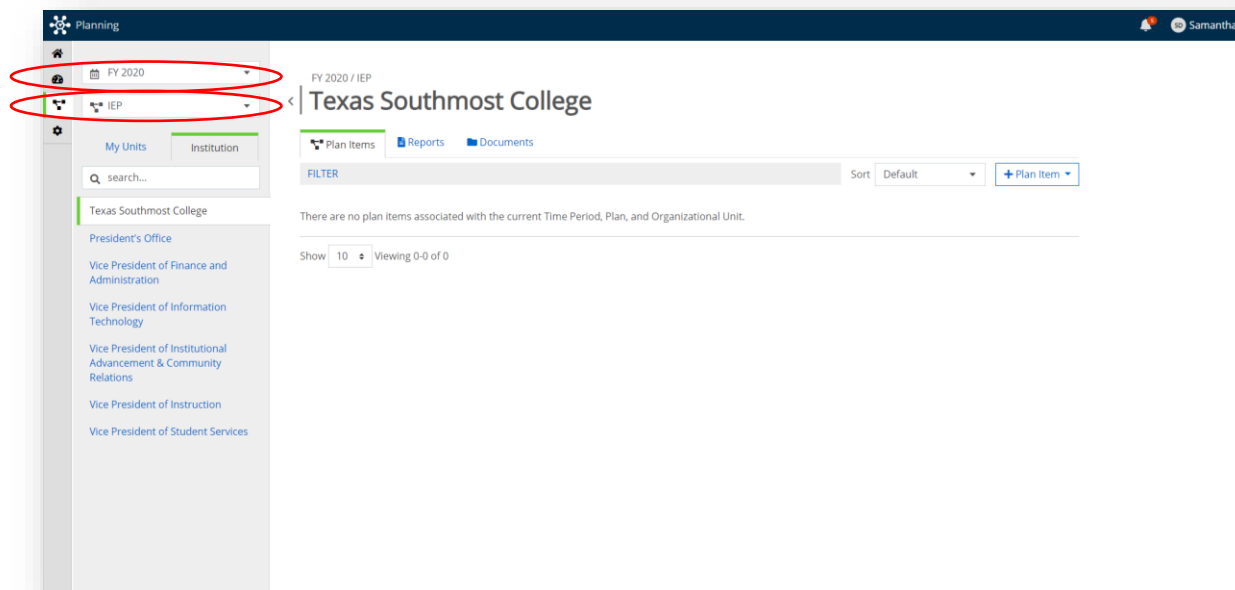 Planning
SD Samantha
FY 2020
IEP
My Units
Institution
search...
Texas Southmost College
President's Office
Vice President of Finance and
Administration
Vice President of Information
Technology
Vice President of Institutional
Advancement & Community
Relations
Vice President of Instruction
Vice President of Student Services
FY 2020 / IEP
Texas Southmost College
Plan Items
Reports
Documents
FILTER
Sort Default
+ Plan Item
There are no plan items associated with the current Time Period, Plan, and Organizational Unit.
Show 10 Viewing 0-0 of 0